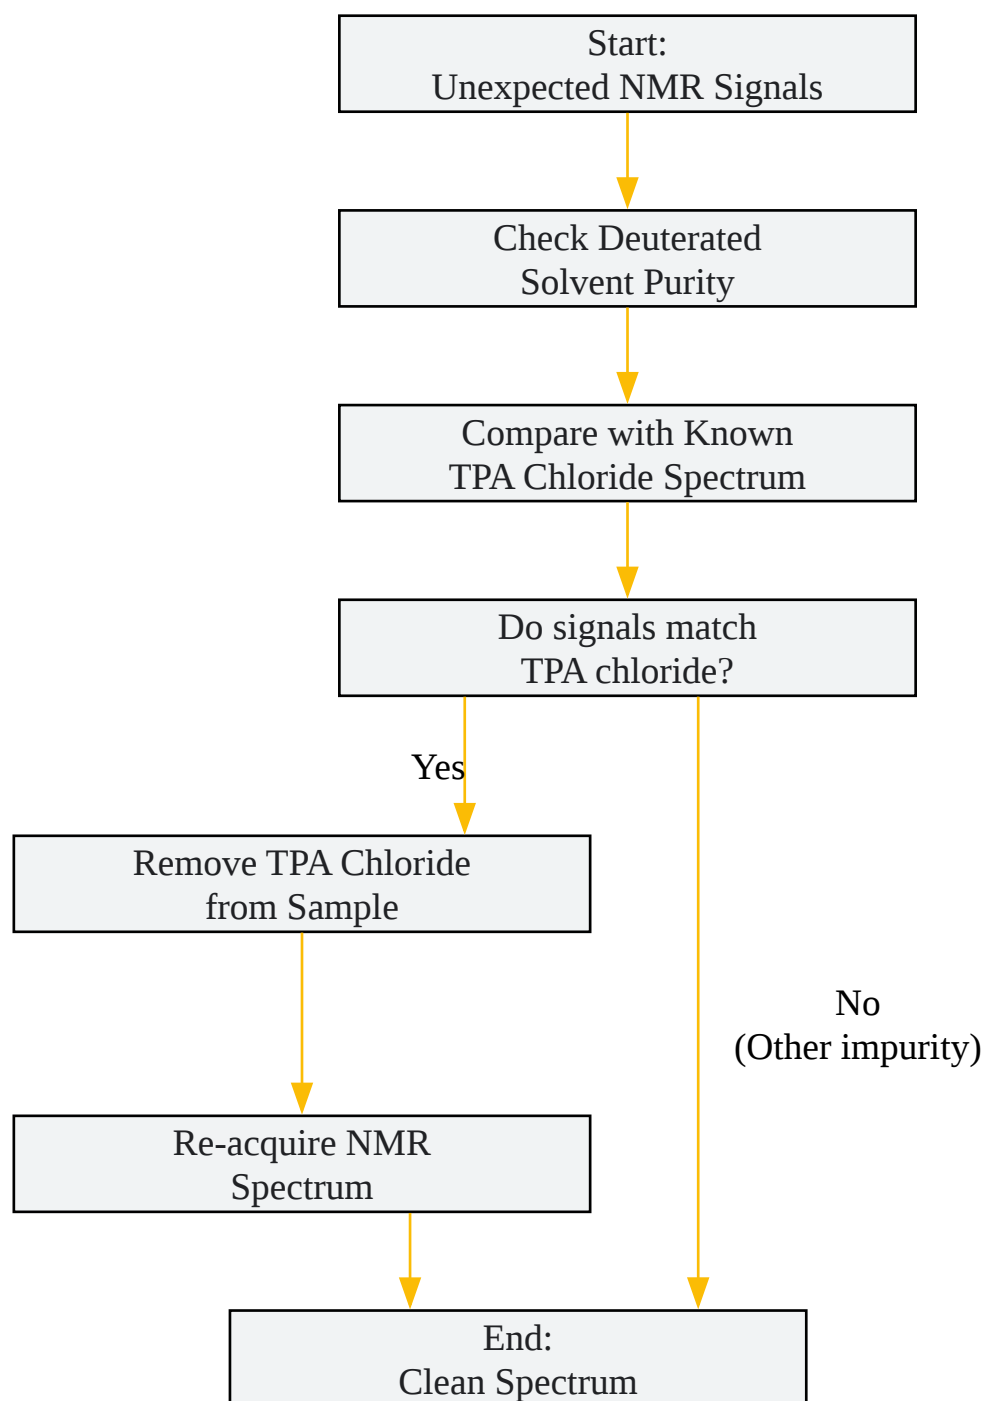 Start:
Unexpected NMR Signals
Check Deuterated
Solvent Purity
Compare with Known
TPA Chloride Spectrum
Do signals match
TPA chloride?
Yes
Remove TPA Chloride
from Sample
No
(Other impurity)
Re-acquire NMR
Spectrum
End:
Clean Spectrum